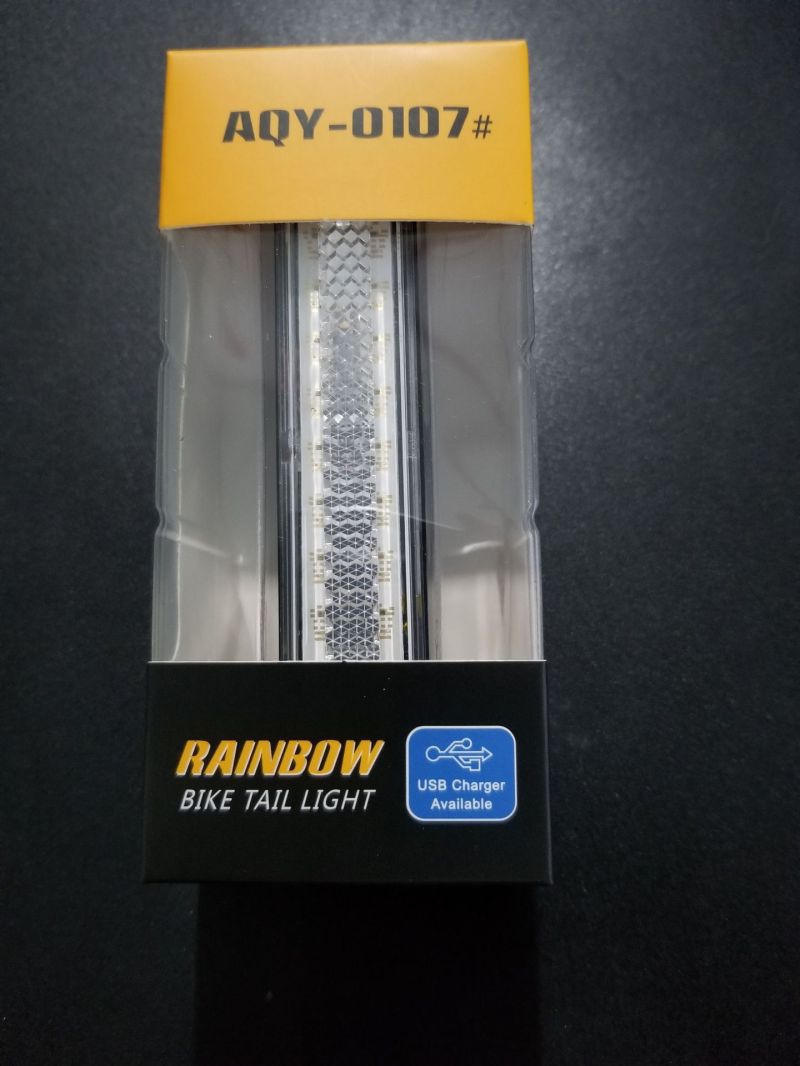 AQY-0107#
RAINBOW
BIKE TAIL LIGHT
USB Charger
Available